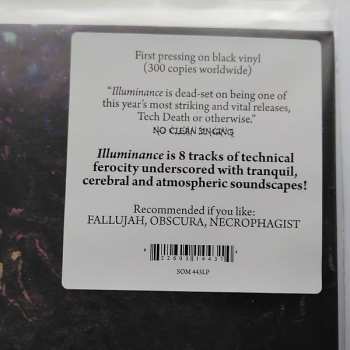 First pressing on black vinyl
(300 copies worldwide)
“Illuminance is dead-set on being one of
this year’s most striking and vital releases,
Tech Death or otherwise.”
NO CLEAN SINGING
Illuminance is 8 tracks of technical
ferocity underscored with tranquil,
cerebral and atmospheric soundscapes!
Recommended if you like:
FALLUJAH, OBSCURA, NECROPHAGIST
SOM 443LP